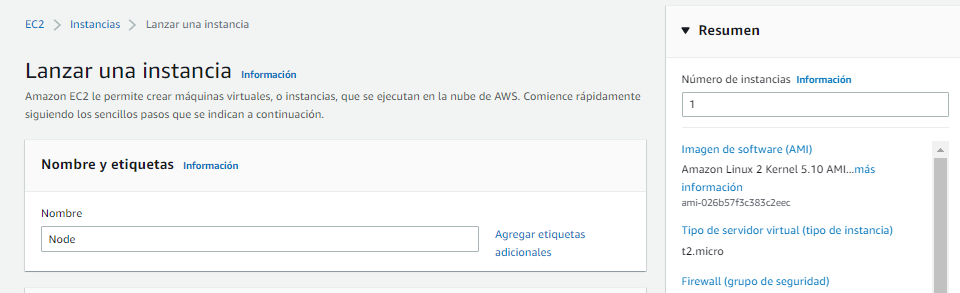 EC2 > Instancias > Lanzar una instancia
Lanzar una instancia Información
Amazon EC2 le permite crear máquinas virtuales, o instancias, que se ejecutan en la nube de AWS. Comience rápidamente
siguiendo los sencillos pasos que se indican a continuación.
Nombre y etiquetas Información
Nombre
Node
Agregar etiquetas
adicionales
Resumen
Número de instancias Información
1
Imagen de software (AMI)
Amazon Linux 2 Kernel 5.10 AMI...más
información
ami-026b57f3c383c2eec
Tipo de servidor virtual (tipo de instancia)
t2.micro
Firewall (grupo de seguridad)